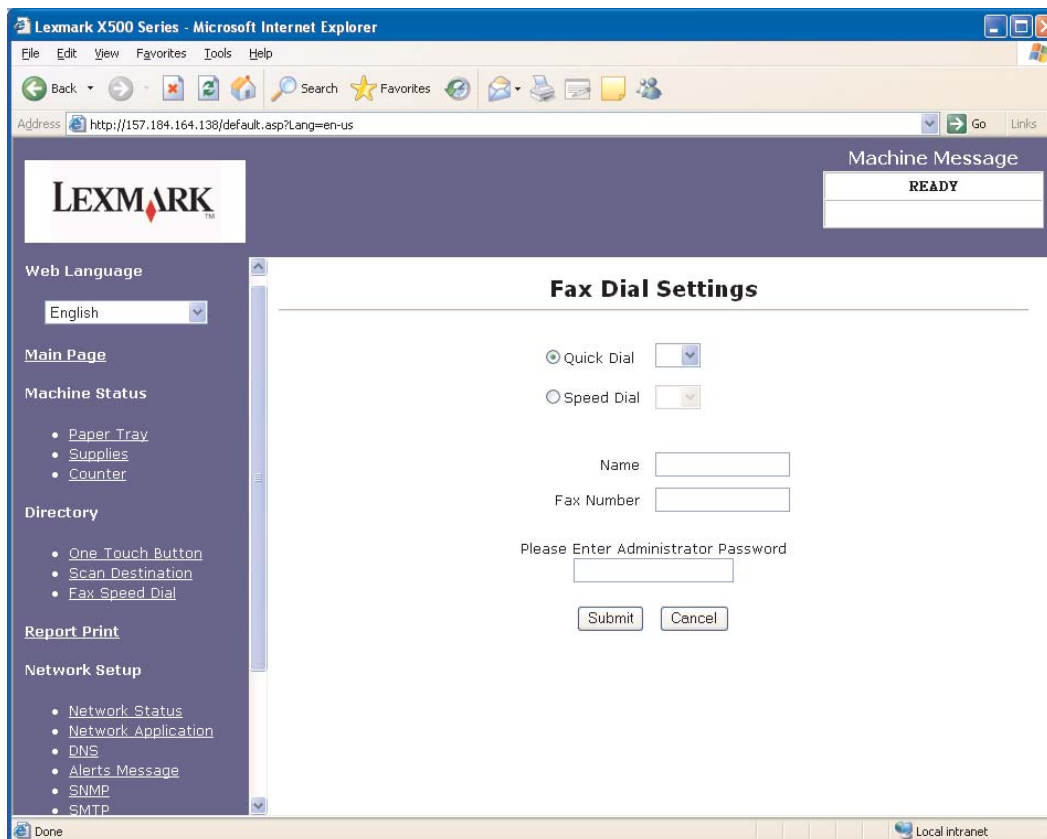 Lexmark X500 Series - Microsoft Internet Explorer
File Edit View Favorites Tools Help
Back Search Favorites
Address http://157.184.164.138/default.asp?Lang=en-us Go Links
LEXMARK TM
Machine Message
READY
Web Language
English
Main Page
Machine Status
Paper Tray
Supplies
Counter
Directory
One Touch Button
Scan Destination
Fax Speed Dial
Report Print
Network Setup
Network Status
Network Application
DNS
Alerts Message
SNMP
SMTP
Fax Dial Settings
Quick Dial
Speed Dial
Name
Fax Number
Please Enter Administrator Password
Submit Cancel
Done Local intranet